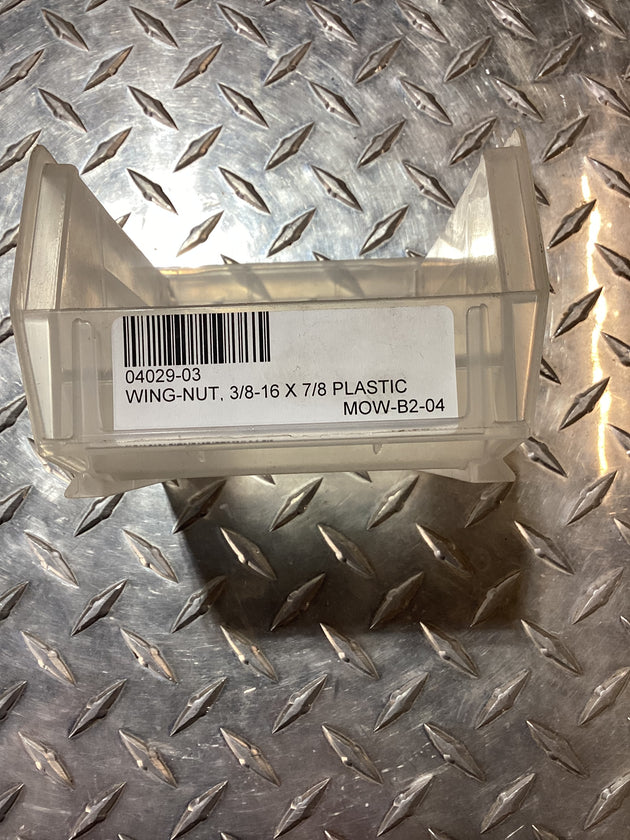 04029-03
WING-NUT, 3/8-16 X 7/8 PLASTIC
MOW-B2-04